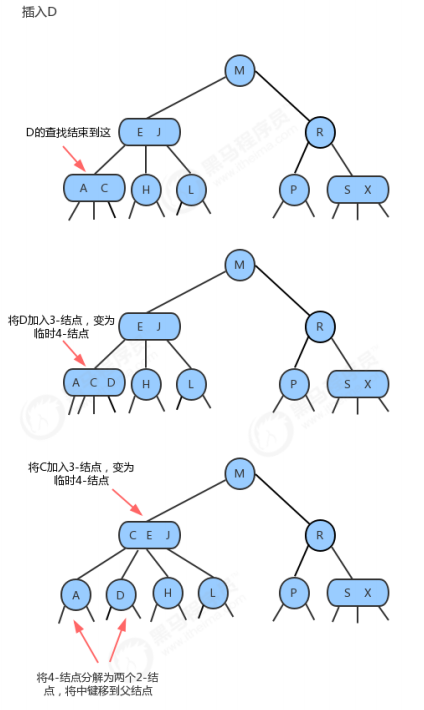 插入D
M
D的查找结束到这
E J
R
A C
H
L
P
S X
M
将D加入3-结点，变为
临时4-结点
E J
R
A C D
H
L
P
S X
将C加入3-结点，变为
临时4-结点
M
C E J
R
A
D
H
L
P
S X
将4-结点分解为两个2-结
点，将中键移到父结点